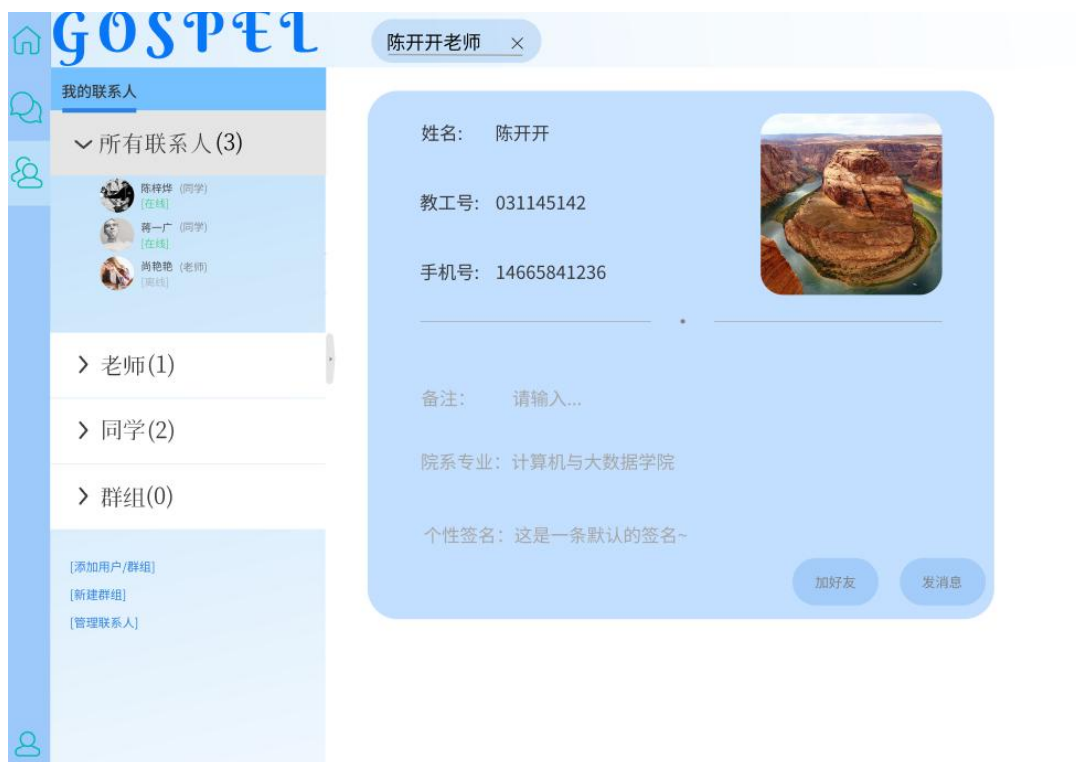 GOSPEL
陈开开老师 ×
我的联系人
所有联系人(3)
陈梓烨 (同学)
[在线]
蒋一广 (同学)
[在线]
尚艳艳 (老师)
[离线]
老师(1)
同学(2)
群组(0)
[添加用户/群组]
[新建群组]
[管理联系人]
姓名: 陈开开
教工号: 031145142
手机号: 14665841236
备注: 请输入...
院系专业: 计算机与大数据学院
个性签名: 这是一条默认的签名~
加好友 发消息